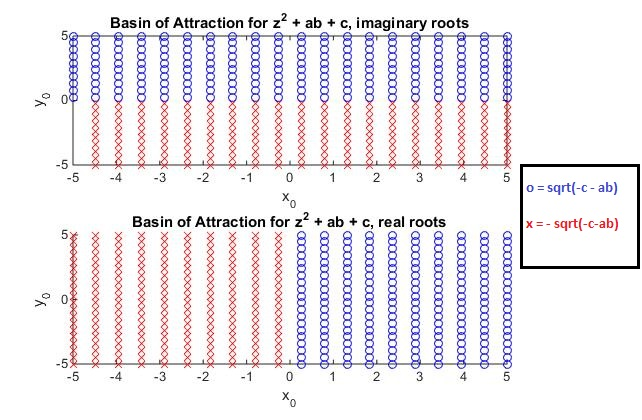 Basin of Attraction for z² + ab + c, imaginary roots
5
0
-5
y₀
-5 -4 -3 -2 -1 0 1 2 3 4 5
x₀
o = sqrt(-c - ab)
x = - sqrt(-c-ab)
Basin of Attraction for z² + ab + c, real roots
5
0
-5
y₀
-5 -4 -3 -2 -1 0 1 2 3 4 5
x₀